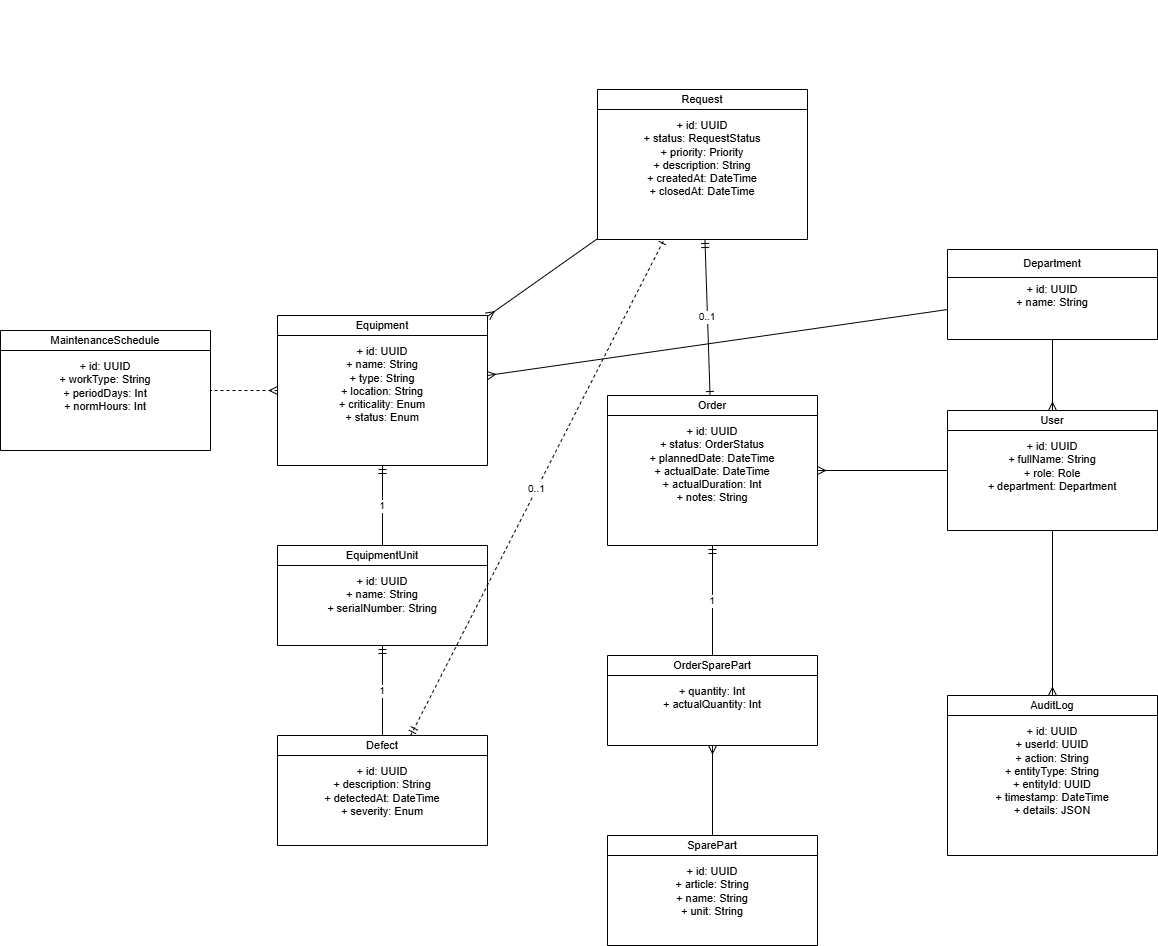 Request
+ id: UUID
+ status: RequestStatus
+ priority: Priority
+ description: String
+ createdAt: DateTime
+ closedAt: DateTime
Department
+ id: UUID
+ name: String
0..1
Equipment
+ id: UUID
+ name: String
+ type: String
+ location: String
+ criticality: Enum
+ status: Enum
MaintenanceSchedule
+ id: UUID
+ workType: String
+ periodDays: Int
+ normHours: Int
Order
+ id: UUID
+ status: OrderStatus
+ plannedDate: DateTime
+ actualDate: DateTime
+ actualDuration: Int
+ notes: String
User
+ id: UUID
+ fullName: String
+ role: Role
+ department: Department
0..1
1
EquipmentUnit
+ id: UUID
+ name: String
+ serialNumber: String
1
1
OrderSparePart
+ quantity: Int
+ actualQuantity: Int
AuditLog
+ id: UUID
+ userId: UUID
+ action: String
+ entityType: String
+ entityId: UUID
+ timestamp: DateTime
+ details: JSON
Defect
+ id: UUID
+ description: String
+ detectedAt: DateTime
+ severity: Enum
SparePart
+ id: UUID
+ article: String
+ name: String
+ unit: String